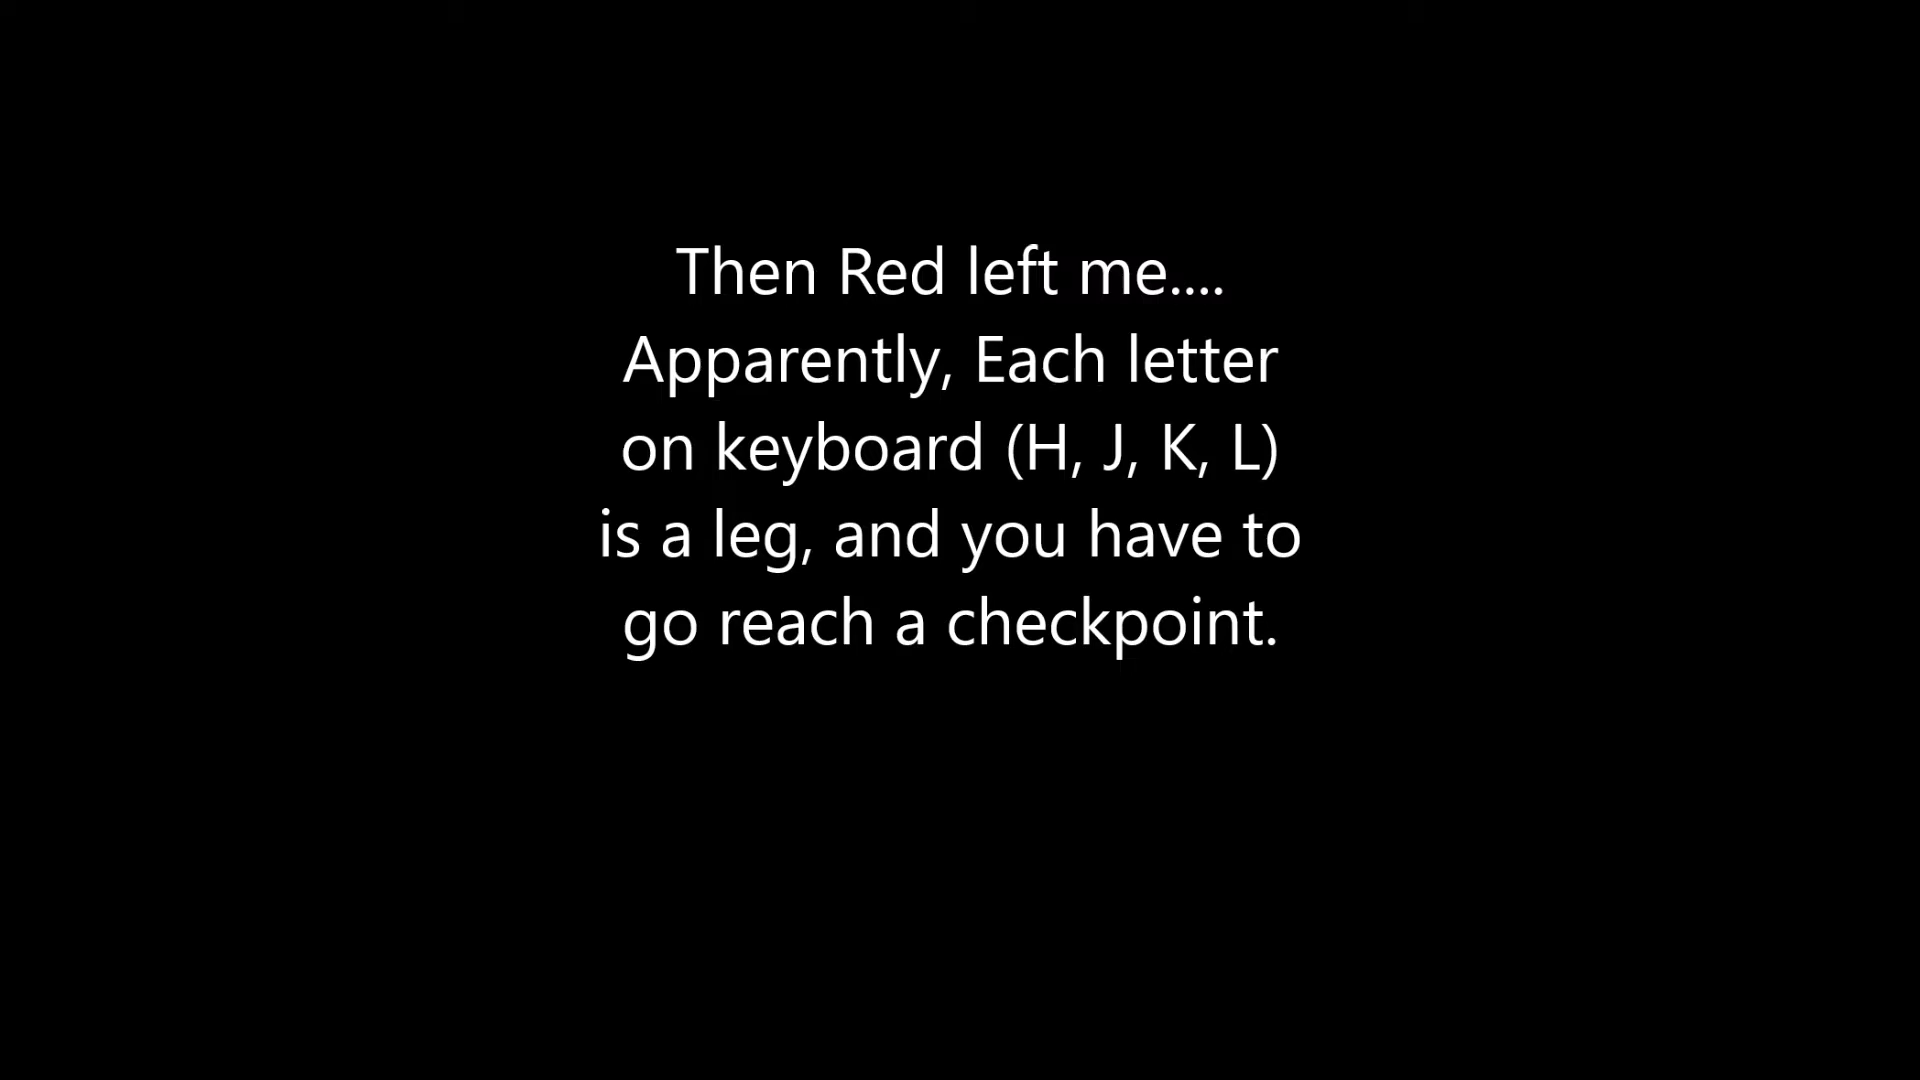 Then Red left me....
Apparently, Each letter
on keyboard (H, J, K, L)
is a leg, and you have to
go reach a checkpoint.